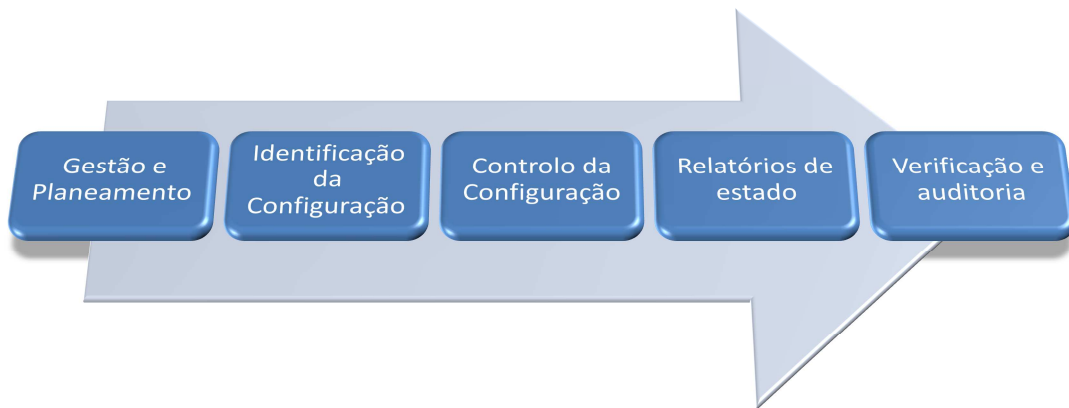 Gestão e
Planeamento
Identificação
da
Configuração
Controlo da
Configuração
Relatórios de
estado
Verificação e
auditoria